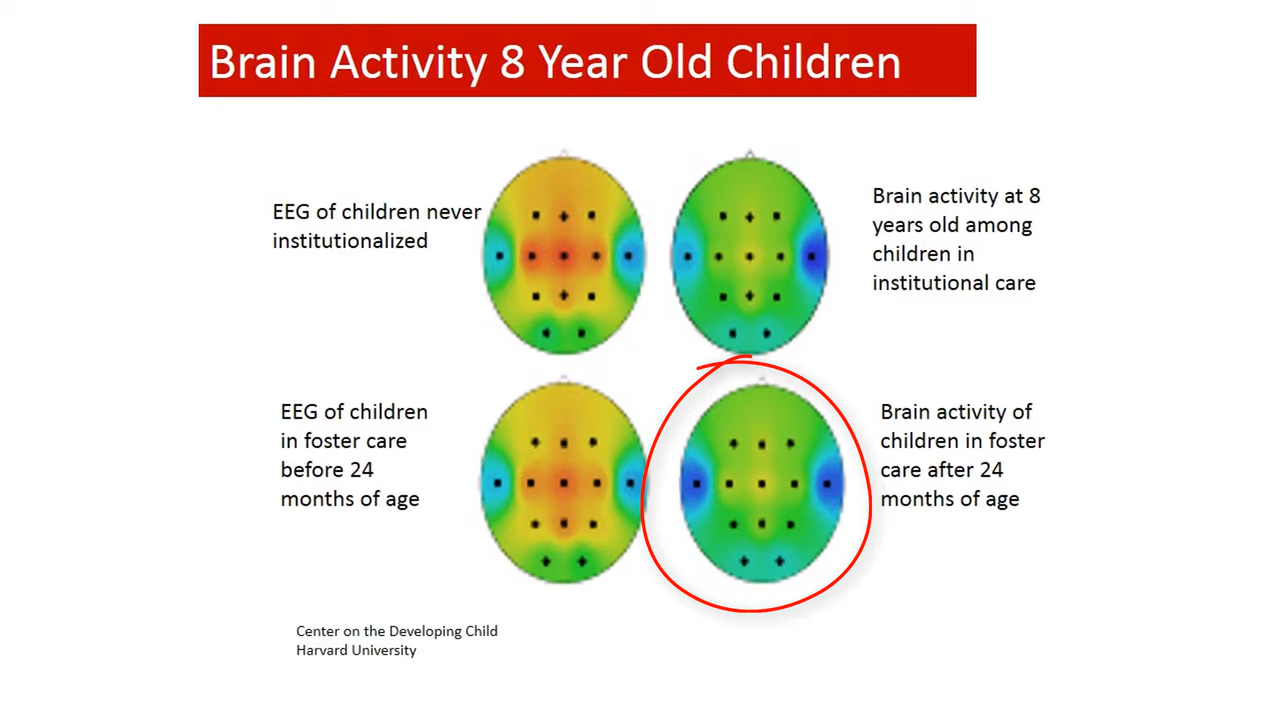 Brain Activity 8 Year Old Children
EEG of children never
institutionalized
Brain activity at 8
years old among
children in
institutional care
EEG of children
in foster care
before 24
months of age
Brain activity of
children in foster
care after 24
months of age
Center on the Developing Child
Harvard University